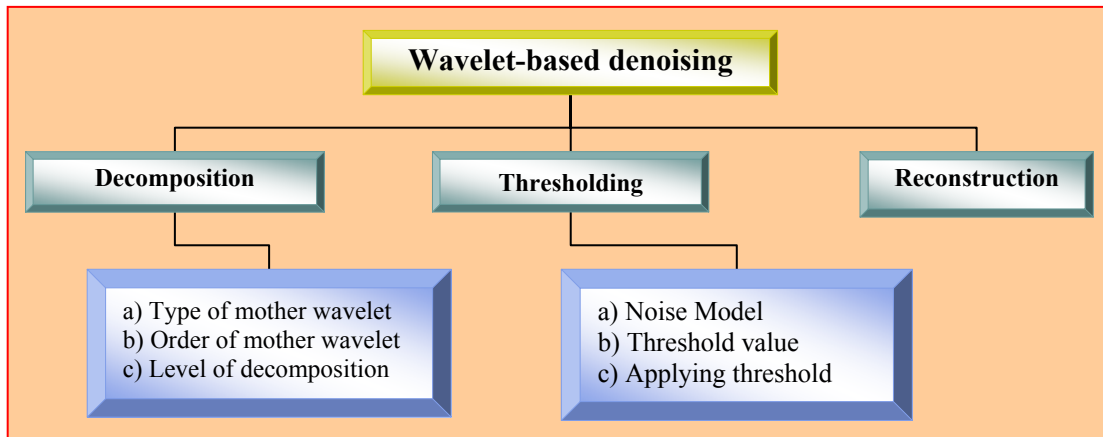 Wavelet-based denoising
Decomposition
Thresholding
Reconstruction
a) Type of mother wavelet
b) Order of mother wavelet
c) Level of decomposition
a) Noise Model
b) Threshold value
c) Applying threshold